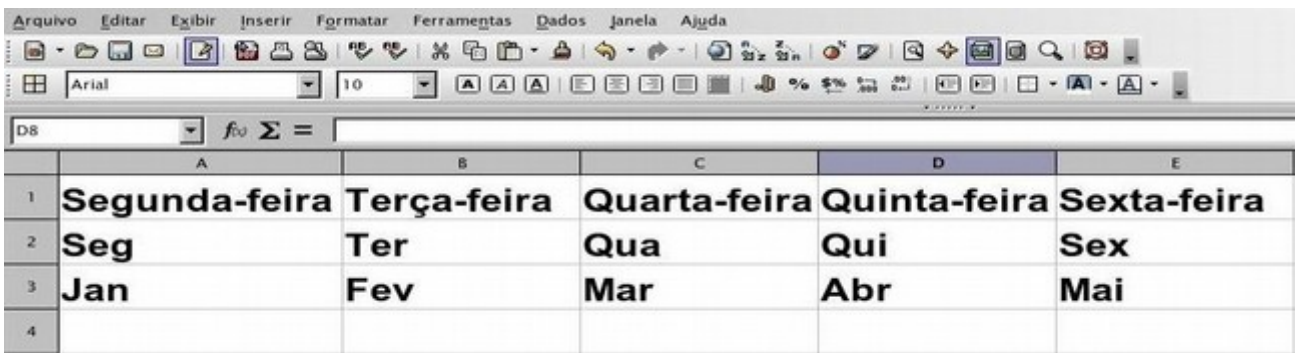 Arquivo Editar Exibir Inserir Formatar Ferramentas Dados Janela Ajuda
Arial 10
D8 f(x) Σ =
A B C D E
1 Segunda-feira Terça-feira Quarta-feira Quinta-feira Sexta-feira
2 Seg Ter Qua Qui Sex
3 Jan Fev Mar Abr Mai
4